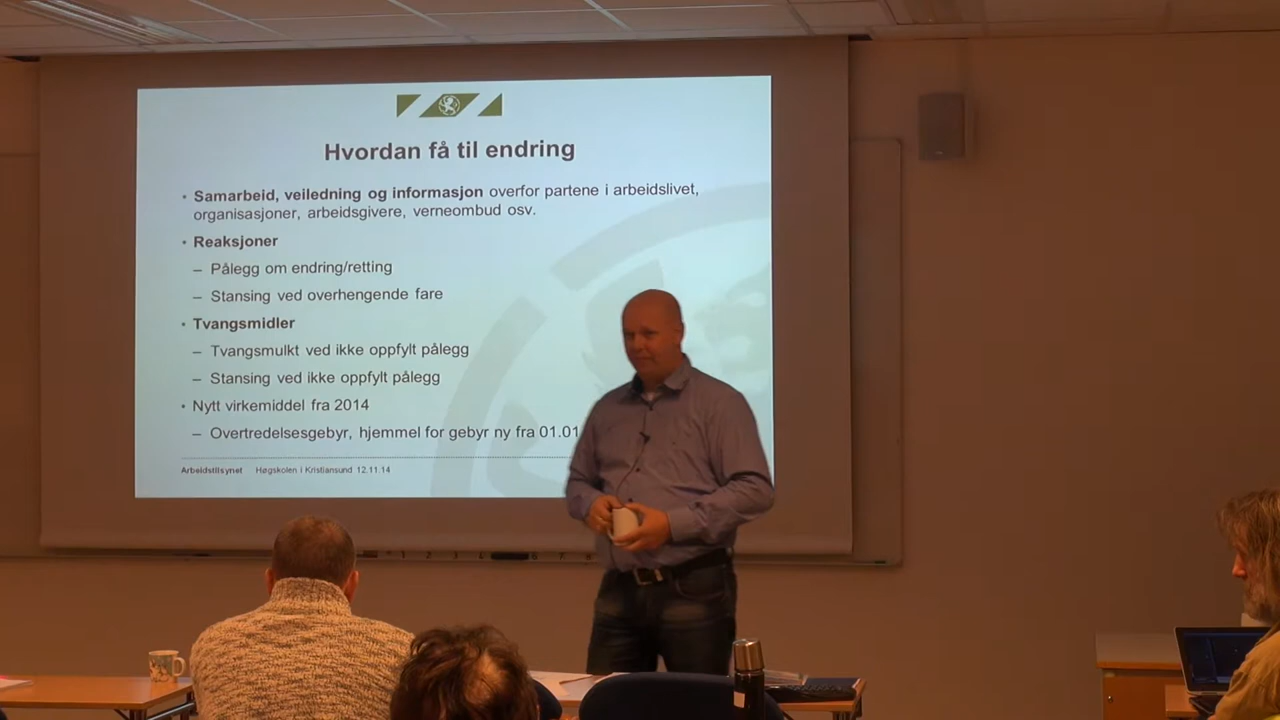 Hvordan få til endring
• Samarbeid, veiledning og informasjon overfor partene i arbeidslivet,
organisasjoner, arbeidsgivere, verneombud osv.
• Reaksjoner
– Pålegg om endring/retting
– Stansing ved overhengende fare
• Tvangsmidler
– Tvangsmulkt ved ikke oppfylt pålegg
– Stansing ved ikke oppfylt pålegg
• Nytt virkemiddel fra 2014
– Overtredelsesgebyr, hjemmel for gebyr ny fra 01.01
Arbeidstilsynet Høgskolen i Kristiansund 12.11.14